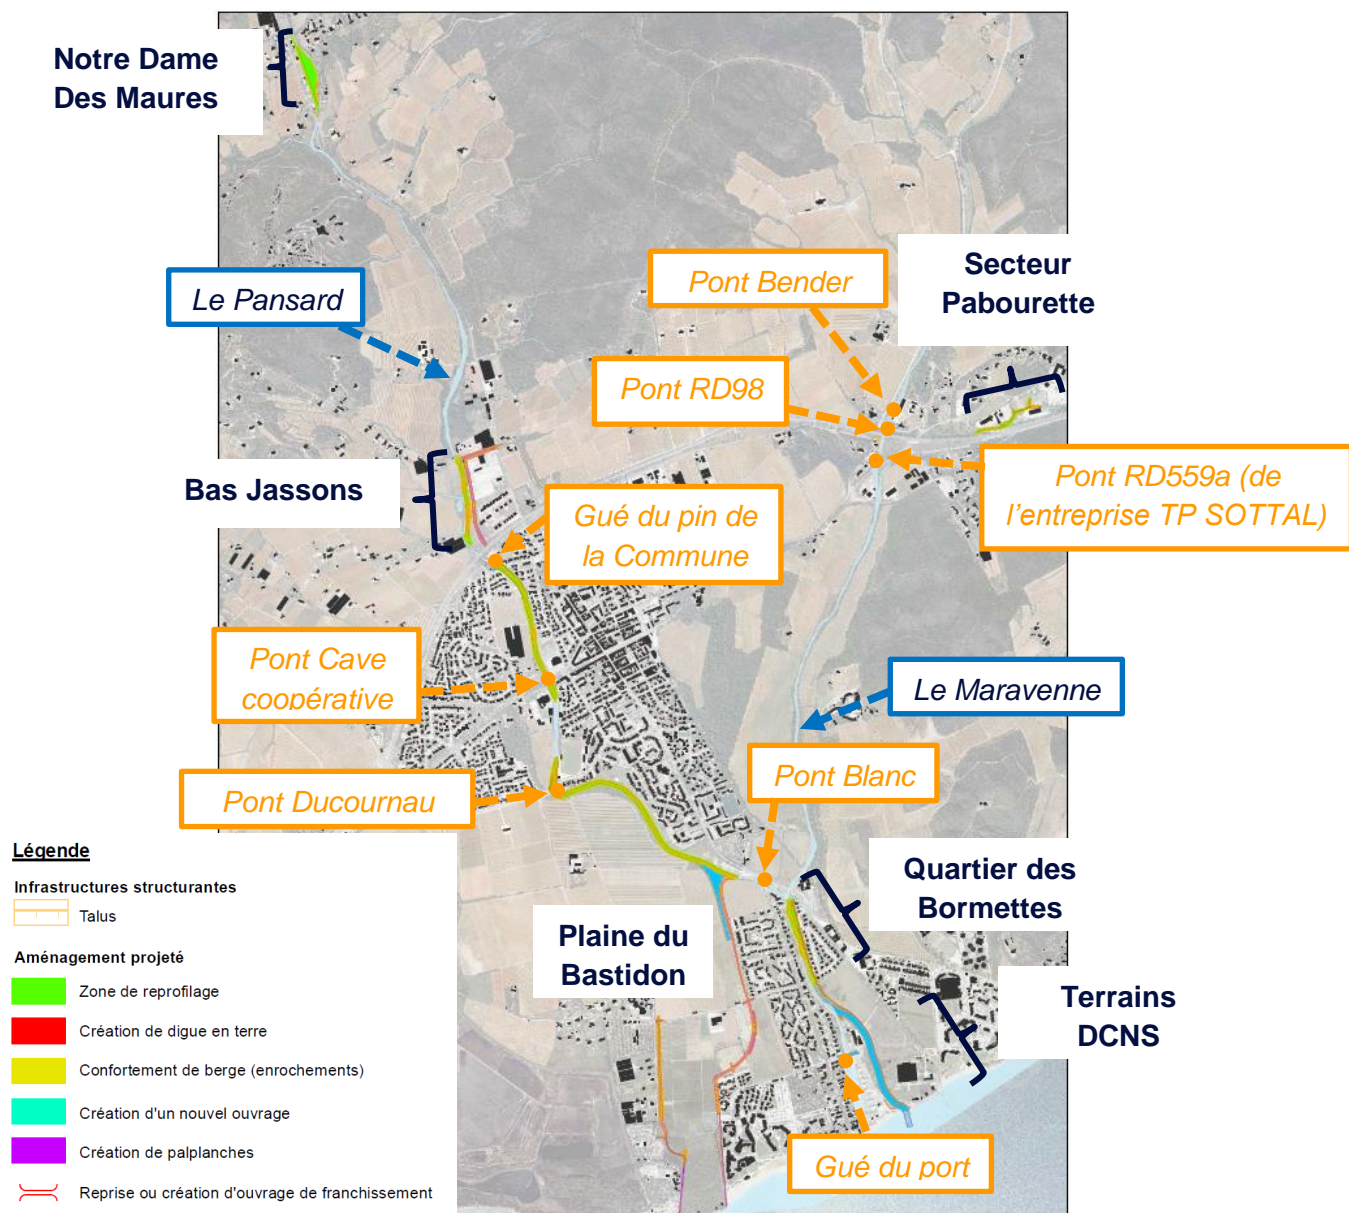 Notre Dame
Des Maures
Le Pansard
Pont Bender
Secteur
Pabourette
Pont RD98
Pont RD559a (de
l'entreprise TP SOTTAL)
Bas Jassons
Gué du pin de
la Commune
Pont Cave
coopérative
Le Maravenne
Pont Ducournau
Pont Blanc
Quartier des
Bormettes
Plaine du
Bastidon
Terrains
DCNS
Gué du port
Légende
Infrastructures structurantes
Talus
Aménagement projeté
Zone de reprofilage
Création de digue en terre
Confortement de berge (enrochements)
Création d'un nouvel ouvrage
Création de palplanches
Reprise ou création d'ouvrage de franchissement